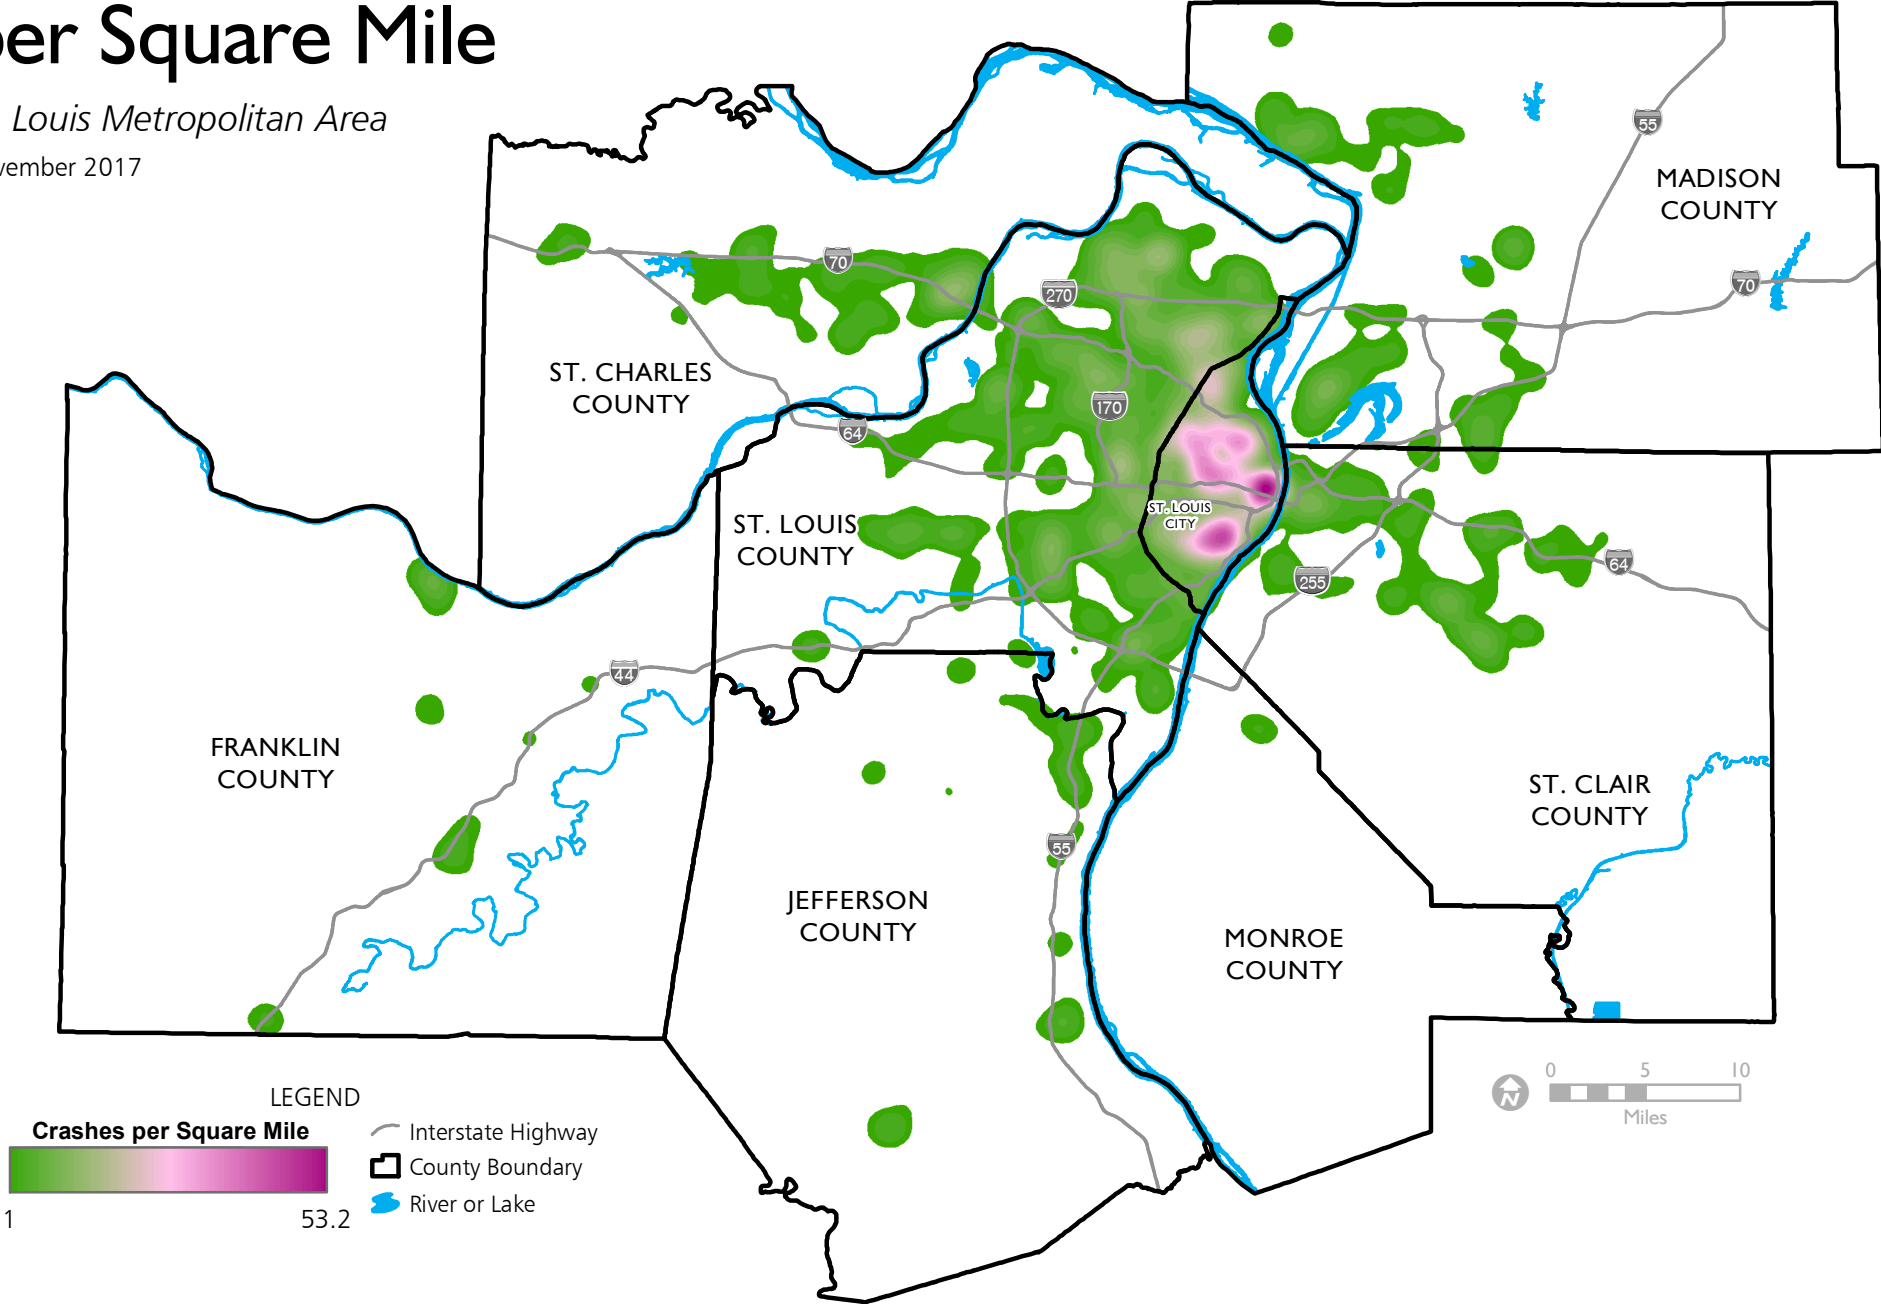 per Square Mile
Louis Metropolitan Area
vember 2017
55
MADISON
COUNTY
70
70
270
ST. CHARLES
COUNTY
170
64
ST. LOUIS
CITY
ST. LOUIS
COUNTY
64
255
44
FRANKLIN
COUNTY
ST. CLAIR
COUNTY
55
JEFFERSON
COUNTY
MONROE
COUNTY
0 5 10
N
Miles
LEGEND
Crashes per Square Mile
1 53.2
Interstate Highway
County Boundary
River or Lake